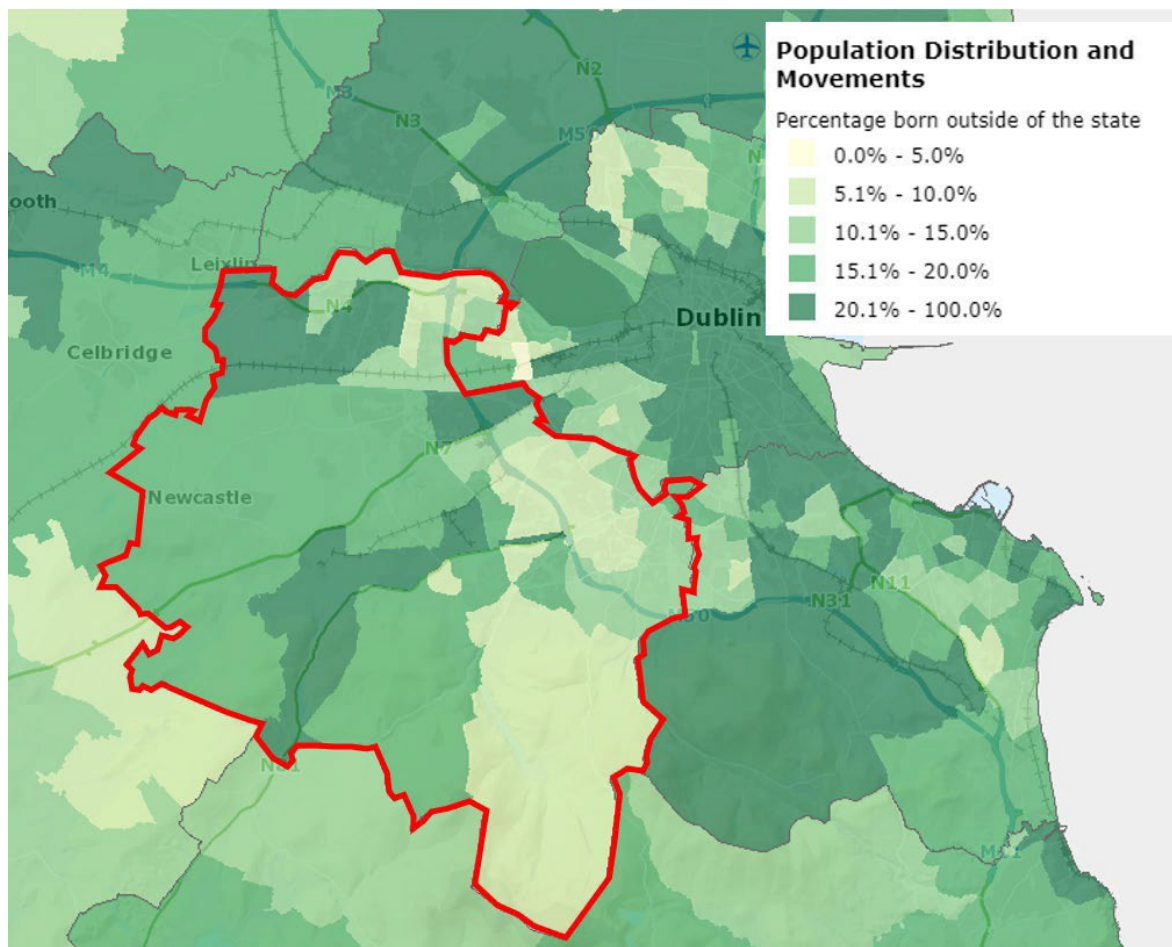 Population Distribution and
Movements
Percentage born outside of the state
0.0% - 5.0%
5.1% - 10.0%
10.1% - 15.0%
15.1% - 20.0%
20.1% - 100.0%
N2
M3
N3
M5
N
ooth
Leixlip
M4
N4
Dublin
Celbridge
N7
Newcastle
N11
N31
M50
N81
M11